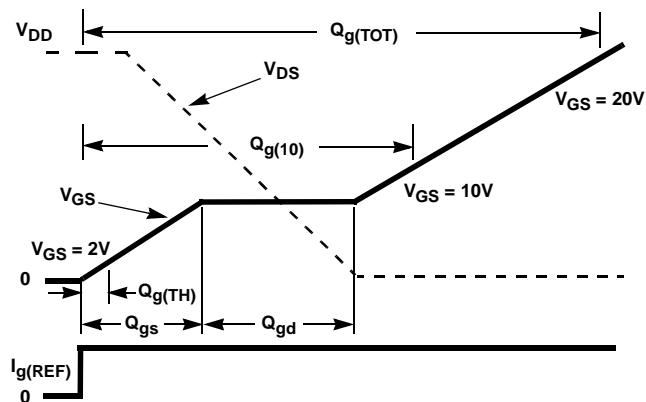 V_DD
Q_g(TOT)
V_DS
V_GS = 20V
Q_g(10)
V_GS
V_GS = 10V
V_GS = 2V
0
Q_g(TH)
Q_gs
Q_gd
I_g(REF)
0